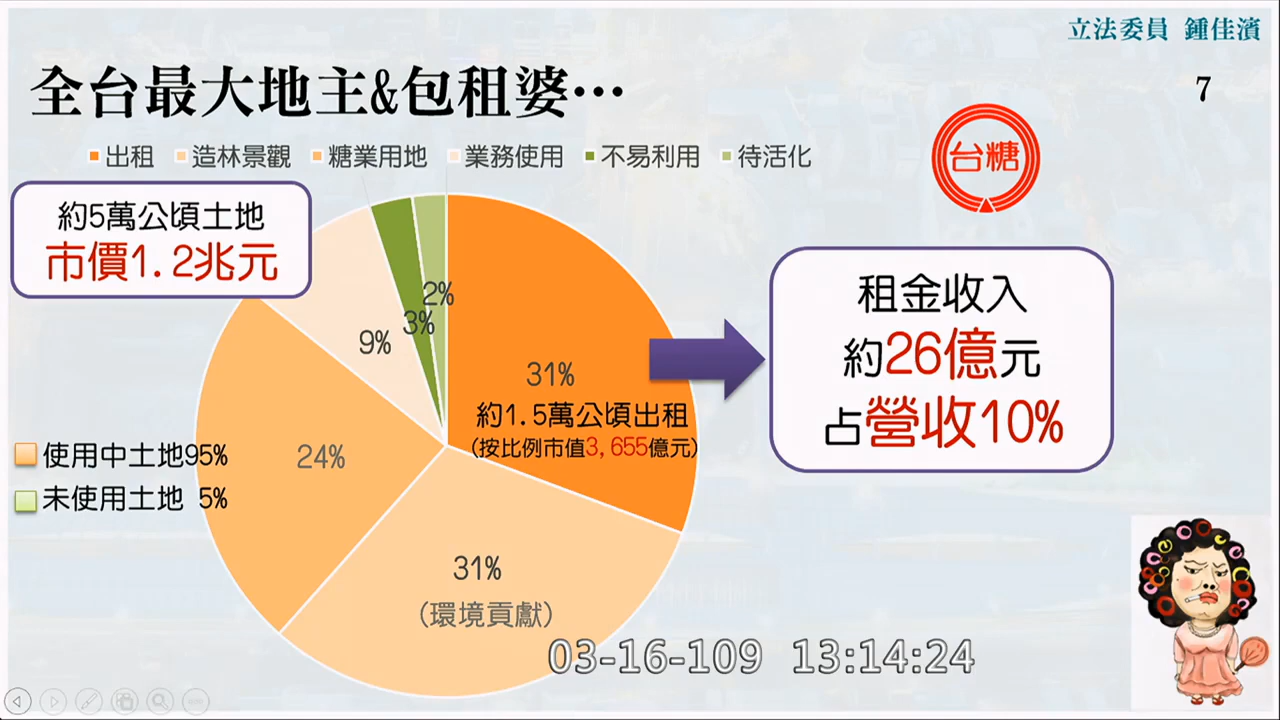 立法委員 鍾佳濱
全台最大地主&包租婆…
7
出租 造林景觀 糖業用地 業務使用 不易利用 待活化
台糖
約5萬公頃土地
市價1.2兆元
2%
3%
9%
31%
約1.5萬公頃出租
(按比例市值3,655億元)
租金收入
約26億元
占營收10%
24%
使用中土地95%
未使用土地 5%
31%
(環境貢獻)
03-16-109 13:14:24